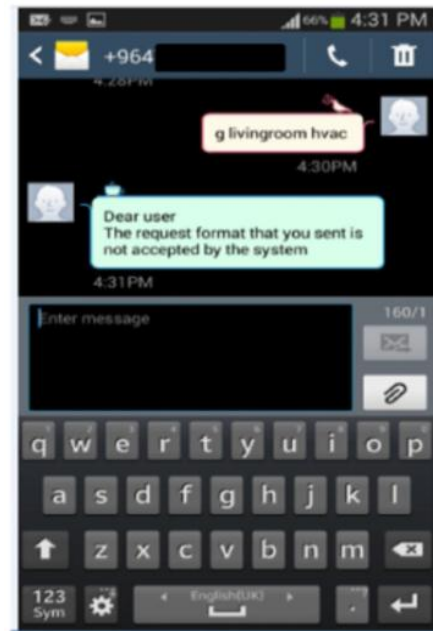 66% 4:31 PM
+964
4:28PM
g livingroom hvac
4:30PM
Dear user
The request format that you sent is
not accepted by the system
4:31PM
Enter message
160/1
q w e r t y u i o p
a s d f g h j k l
z x c v b n m
123
Sym
English(UK)
.